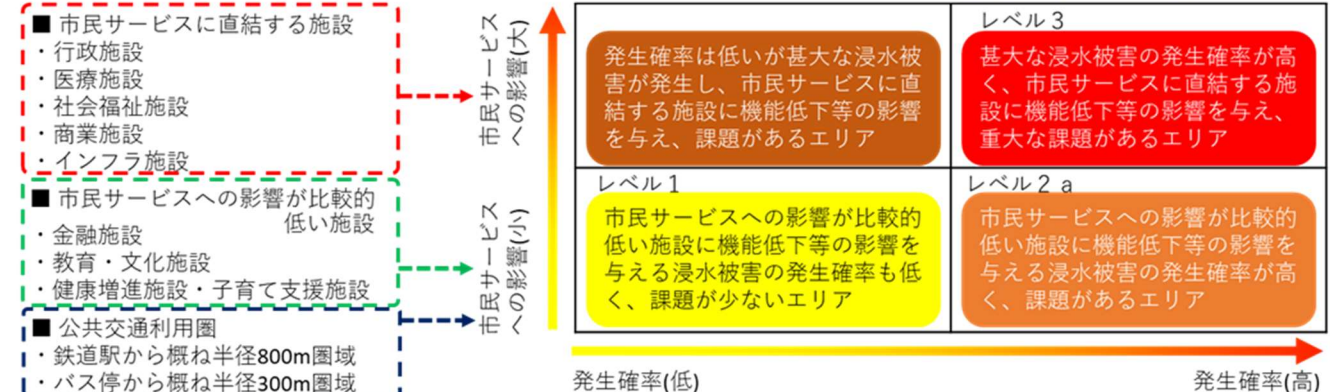 ■ 市民サービスに直結する施設
・行政施設
・医療施設
・社会福祉施設
・商業施設
・インフラ施設
■ 市民サービスへの影響が比較的
低い施設
・金融施設
・教育・文化施設
・健康増進施設・子育て支援施設
■ 公共交通利用圏
・鉄道駅から概ね半径800m圏域
・バス停から概ね半径300m圏域
市民サービス
への影響(大)
市民サービス
への影響(小)
発生確率は低いが甚大な浸水被
害が発生し、市民サービスに直
結する施設に機能低下等の影響
を与え、課題があるエリア
レベル3
甚大な浸水被害の発生確率が高
く、市民サービスに直結する施
設に機能低下等の影響を与え、
重大な課題があるエリア
レベル1
市民サービスへの影響が比較的
低い施設に機能低下等の影響を
与える浸水被害の発生確率も低
く、課題が少ないエリア
レベル2a
市民サービスへの影響が比較的
低い施設に機能低下等の影響を
与える浸水被害の発生確率が高
く、課題があるエリア
発生確率(低)
発生確率(高)